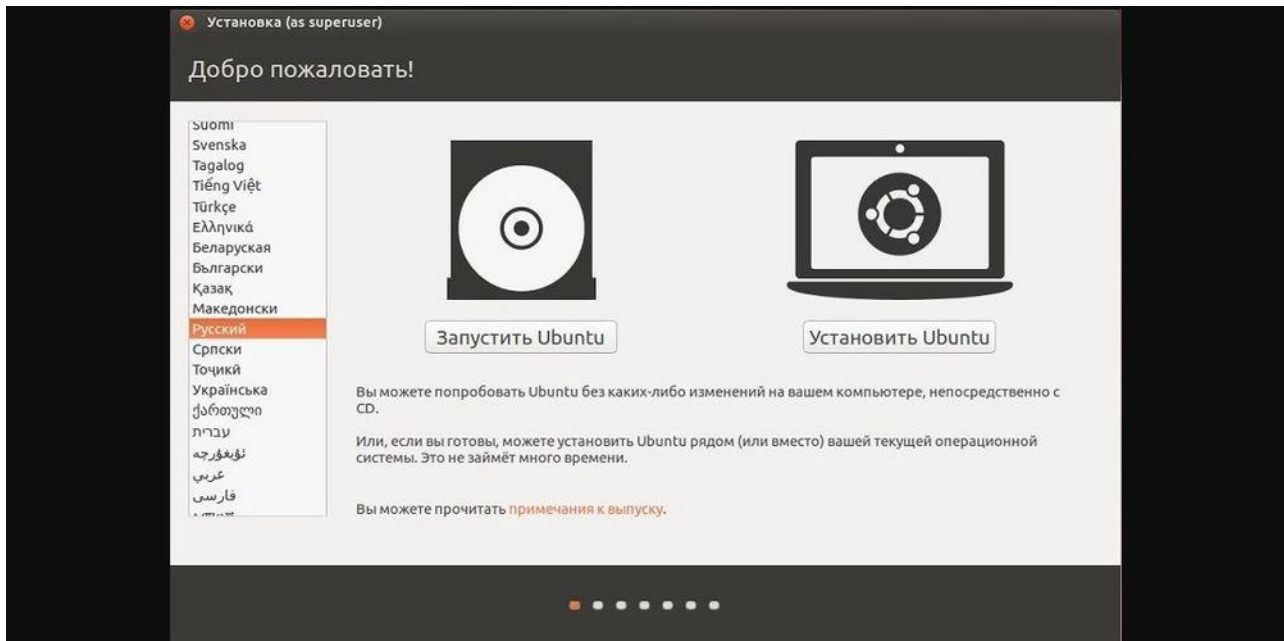 Установка (as superuser)
Добро пожаловать!
Suomi
Svenska
Tagalog
Tiếng Việt
Türkçe
Ελληνικά
Беларуская
Български
Қазақ
Македонски
Русский
Српски
Тоҷикӣ
Українська
ქართული
עברית
ئۇيغۇرچە
عربي
فارسی
Запустить Ubuntu
Установить Ubuntu
Вы можете попробовать Ubuntu без каких-либо изменений на вашем компьютере, непосредственно с
CD.
Или, если вы готовы, можете установить Ubuntu рядом (или вместо) вашей текущей операционной
системы. Это не займёт много времени.
Вы можете прочитать примечания к выпуску.